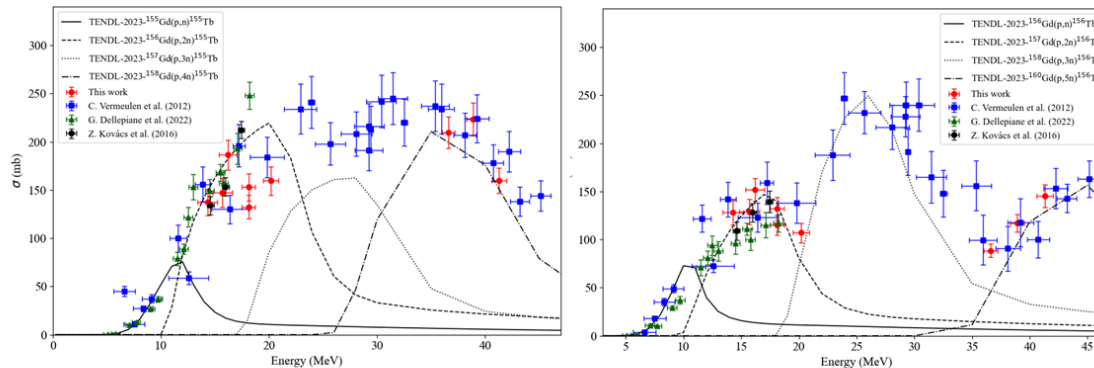 TENDL-2023-¹⁵⁵Gd(p,n)¹⁵⁵Tb
TENDL-2023-¹⁵⁶Gd(p,2n)¹⁵⁵Tb
TENDL-2023-¹⁵⁷Gd(p,3n)¹⁵⁵Tb
TENDL-2023-¹⁵⁸Gd(p,4n)¹⁵⁵Tb
This work
C. Vermeulen et al. (2012)
G. Dellepiane et al. (2022)
Z. Kovács et al. (2016)
300
250
200
150
100
50
0
σ (mb)
0
10
20
30
40
Energy (MeV)
TENDL-2023-¹⁵⁶Gd(p,n)¹⁵⁶Tb
TENDL-2023-¹⁵⁷Gd(p,2n)¹⁵⁶T
TENDL-2023-¹⁵⁸Gd(p,3n)¹⁵⁶T
TENDL-2023-¹⁶⁰Gd(p,5n)¹⁵⁶T
This work
C. Vermeulen et al. (2012)
G. Dellepiane et al. (2022)
Z. Kovács et al. (2016)
300
250
200
150
100
50
0
5
10
15
20
25
30
35
40
45
Energy (MeV)